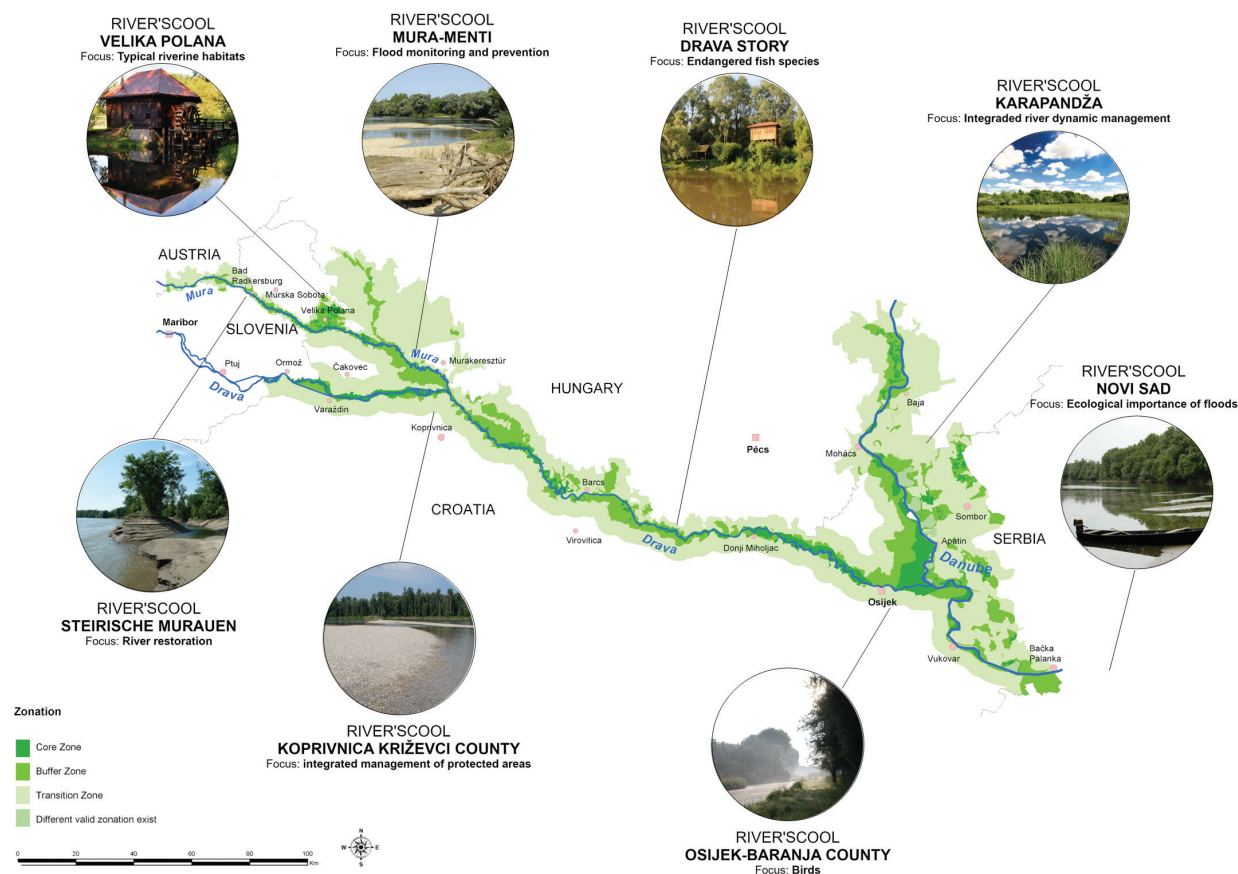 RIVER'SCOOL
VELIKA POLANA
Focus: Typical riverine habitats
RIVER'SCOOL
MURA-MENTI
Focus: Flood monitoring and prevention
RIVER'SCOOL
DRAVA STORY
Focus: Endangered fish species
RIVER'SCOOL
KARAPANDŽA
Focus: Integraded river dynamic management
AUSTRIA
Bad
Radkersburg
Mura
Murska Sobota
Velika Polana
Maribor
SLOVENIA
Ptuj
Ormož
Čakovec
Mura
Murakeresztúr
Drava
Varaždin
HUNGARY
Koprivnica
Pécs
Baja
Mohács
RIVER'SCOOL
NOVI SAD
Focus: Ecological importance of floods
Barcs
CROATIA
Virovitica
Drava
Donji Miholjac
Sombor
Apatin
SERBIA
Danube
Osijek
Vukovar
Bačka
Palanka
RIVER'SCOOL
STEIRISCHE MURAUEN
Focus: River restoration
RIVER'SCOOL
KOPRIVNICA KRIŽEVCI COUNTY
Focus: integrated management of protected areas
RIVER'SCOOL
OSIJEK-BARANJA COUNTY
Focus: Birds
Zonation
Core Zone
Buffer Zone
Transition Zone
Different valid zonation exist
0 20 40 60 80 100
Km
N
W E
S